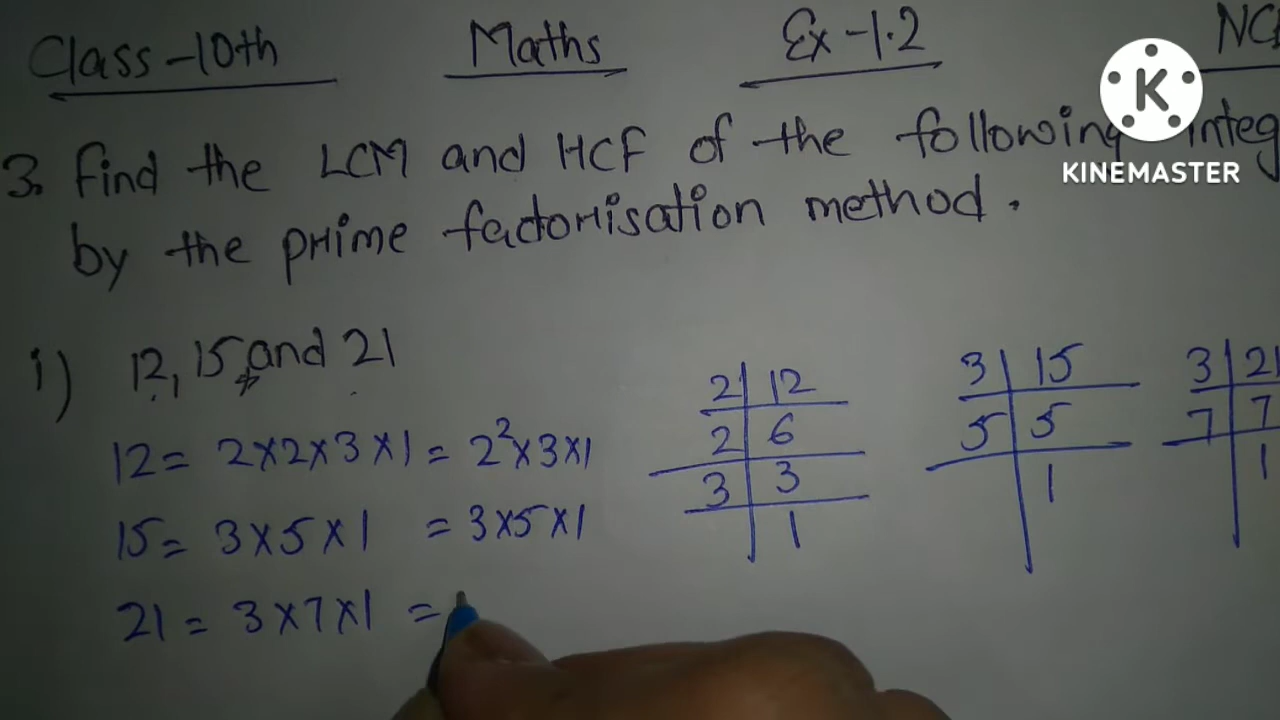 Class-10th Maths Ex-1.2 NC
K
KINEMASTER
3. Find the LCM and HCF of the following integ
by the prime factorisation method.
i) 12, 15, and 21
12 = 2×2×3×1 = 2²×3×1
15 = 3×5×1 = 3×5×1
21 = 3×7×1 =
2 | 12
2 | 6
3 | 3
1
3 | 15
5 | 5
1
3 | 21
7 | 7
1